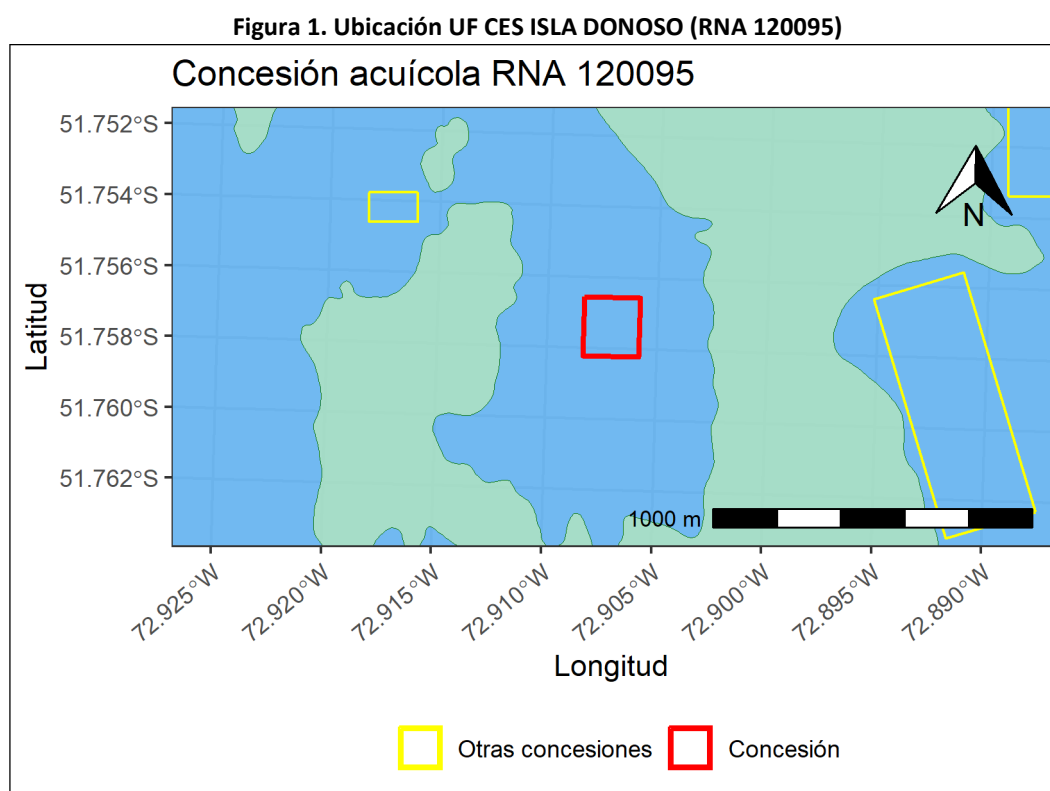 Figura 1. Ubicación UF CES ISLA DONOSO (RNA 120095)
Concesión acuícola RNA 120095
51.752°S
51.754°S
51.756°S
51.758°S
51.760°S
51.762°S
Latitud
N
1000 m
72.925°W
72.920°W
72.915°W
72.910°W
72.905°W
72.900°W
72.895°W
72.890°W
Longitud
Otras concesiones
Concesión